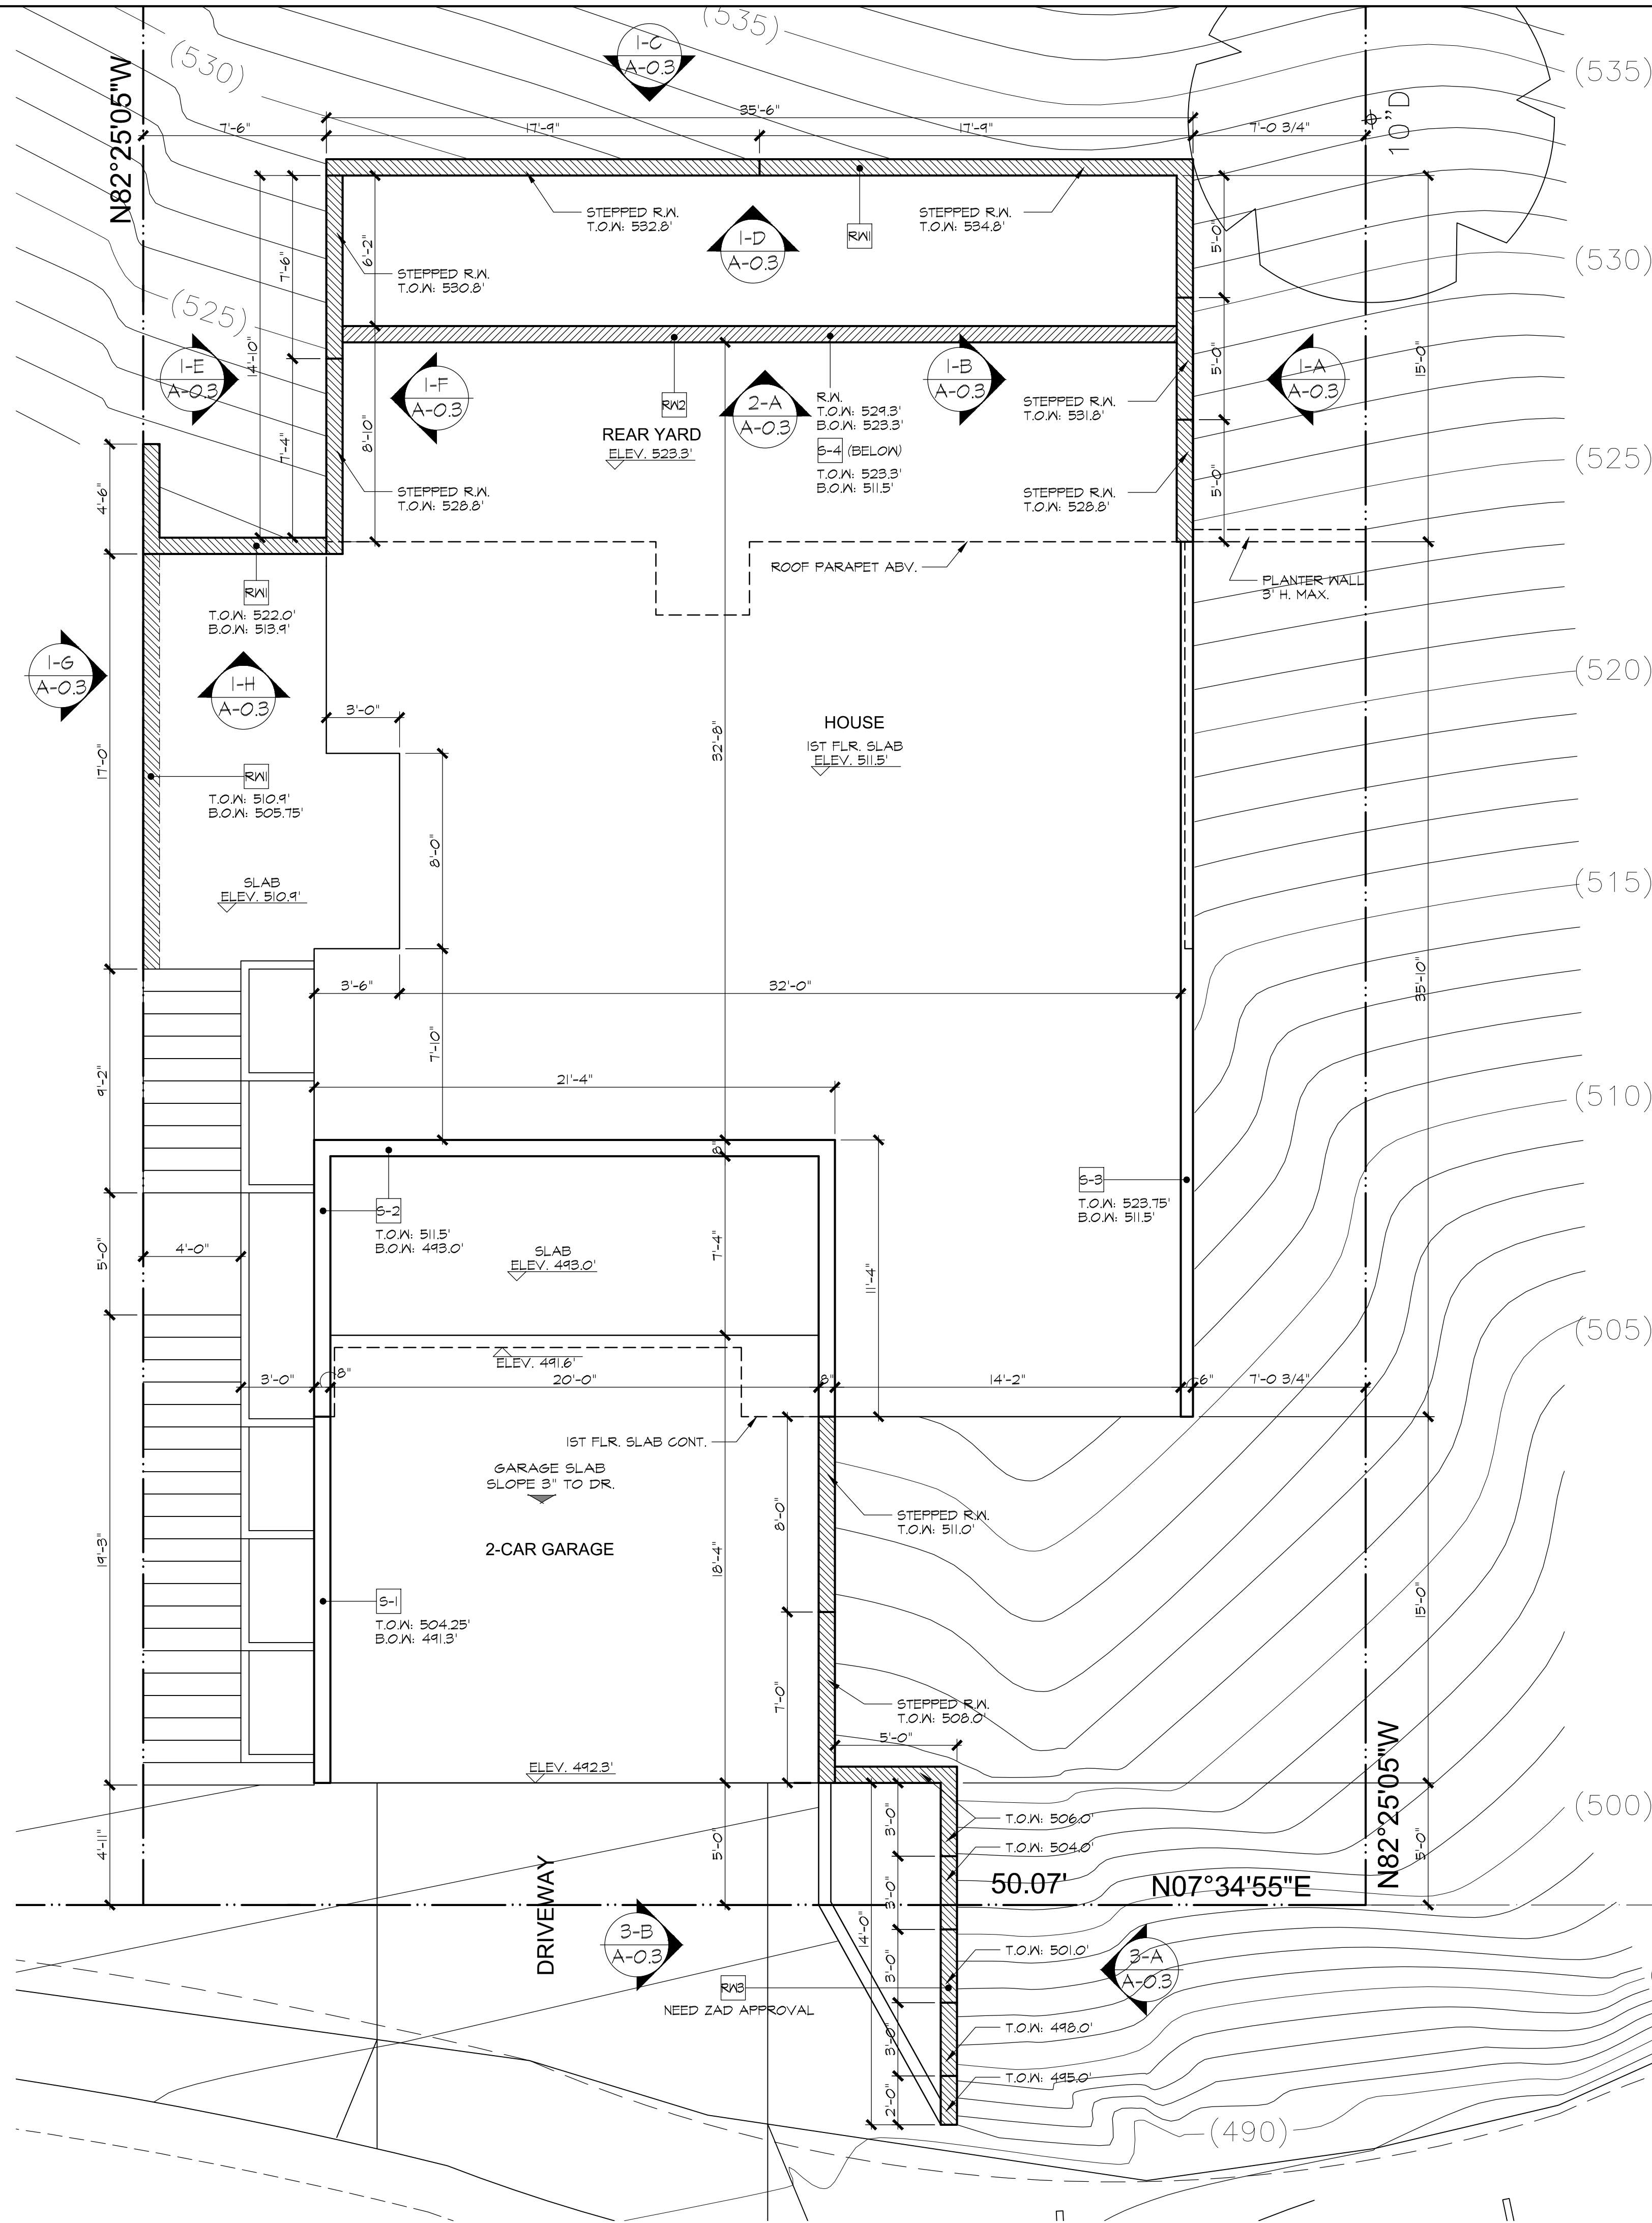 (535)
1-C
A-0.3
(530)
(535)
N82°25'05"W
10"D
35'-6"
7'-6"
17'-9"
17'-9"
7'-0 3/4"
STEPPED R.W.
T.O.W: 532.8'
RW1
STEPPED R.W.
T.O.W: 534.8'
1-D
A-0.3
5'-0"
6'-2"
7'-6"
STEPPED R.W.
T.O.W: 530.8'
(530)
(525)
14'-10"
1-E
A-0.3
1-F
A-0.3
RW2
2-A
A-0.3
R.W.
T.O.W: 529.3'
B.O.W: 523.3'
S-4 (BELOW)
T.O.W: 523.3'
B.O.W: 511.5'
1-B
A-0.3
5'-0"
1-A
A-0.3
15'-0"
STEPPED R.W.
T.O.W: 531.8'
REAR YARD
ELEV. 523.3'
7'-4"
8'-10"
(525)
STEPPED R.W.
T.O.W: 528.8'
STEPPED R.W.
T.O.W: 528.8'
5'-0"
4'-6"
ROOF PARAPET ABV.
PLANTER WALL
3' H. MAX.
RW1
T.O.W: 522.0'
B.O.W: 513.9'
1-G
A-0.3
1-H
A-0.3
(520)
3'-0"
32'-8"
HOUSE
1ST FLR. SLAB
ELEV. 511.5'
17'-0"
RW1
T.O.W: 510.9'
B.O.W: 505.75'
8'-0"
SLAB
ELEV. 510.9'
(515)
3'-6"
32'-0"
35'-10"
7'-10"
9'-2"
21'-4"
(510)
8"
S-3
T.O.W: 523.75'
B.O.W: 511.5'
S-2
T.O.W: 511.5'
B.O.W: 493.0'
5'-0"
4'-0"
SLAB
ELEV. 493.0'
7'-4"
11'-4"
(505)
ELEV. 491.6'
3'-0"
8"
20'-0"
8"
14'-2"
6"
7'-0 3/4"
1ST FLR. SLAB CONT.
GARAGE SLAB
SLOPE 3" TO DR.
8'-0"
STEPPED R.W.
T.O.W: 511.0'
2-CAR GARAGE
19'-3"
18'-4"
15'-0"
S-1
T.O.W: 504.25'
B.O.W: 491.3'
7'-0"
STEPPED R.W.
T.O.W: 508.0'
5'-0"
N82°25'05"W
ELEV. 492.3'
(500)
4'-11"
5'-0"
3'-0"
T.O.W: 506.0'
T.O.W: 504.0'
5'-0"
50.07'
N07°34'55"E
DRIVEWAY
3'-0"
14'-0"
3-B
A-0.3
T.O.W: 501.0'
3-A
A-0.3
3'-0"
RW3
NEED ZAD APPROVAL
3'-0"
T.O.W: 498.0'
T.O.W: 495.0'
2'-0"
(490)